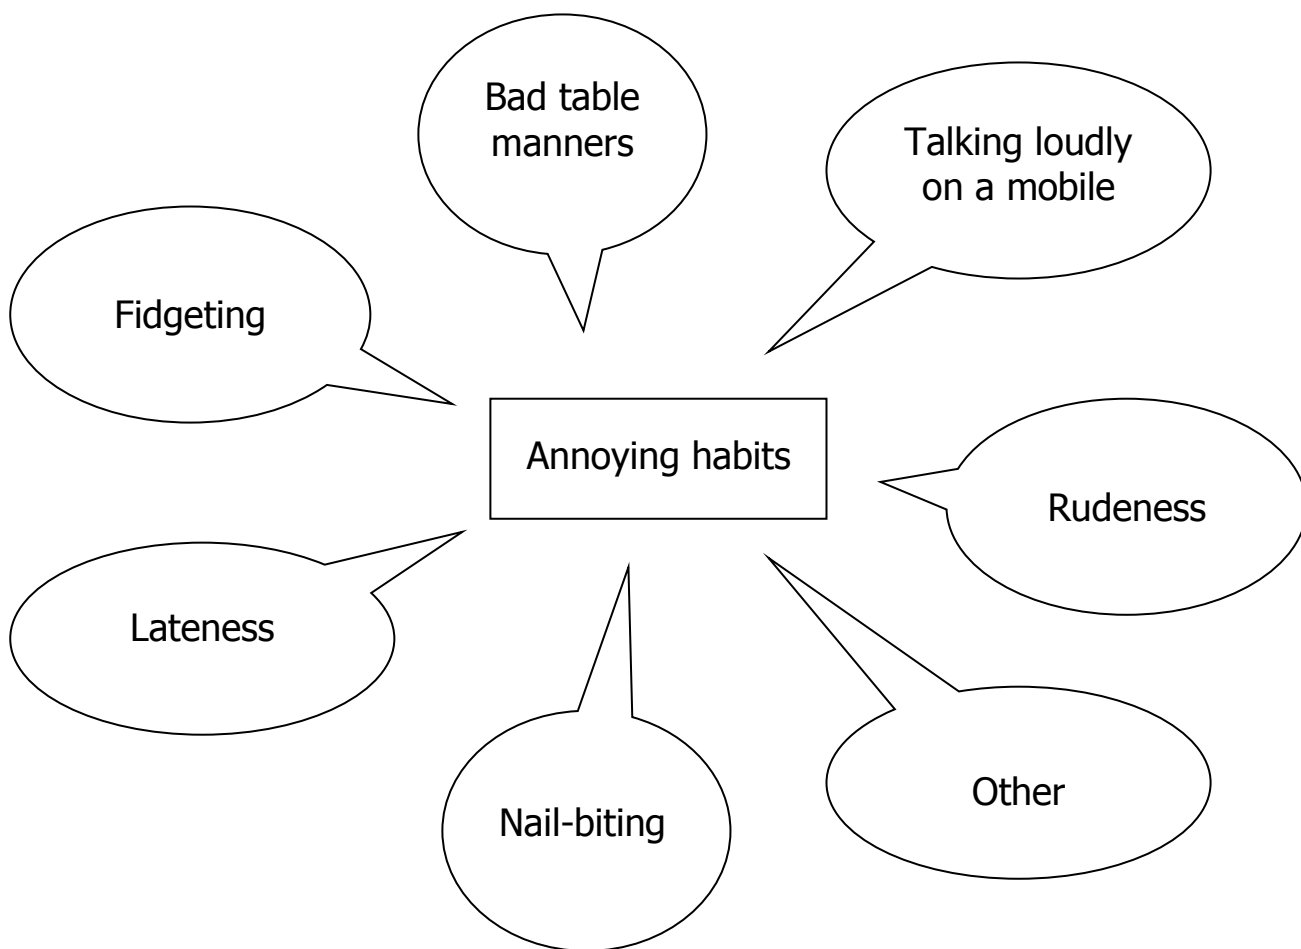 Bad table
manners
Talking loudly
on a mobile
Fidgeting
Annoying habits
Rudeness
Lateness
Other
Nail-biting